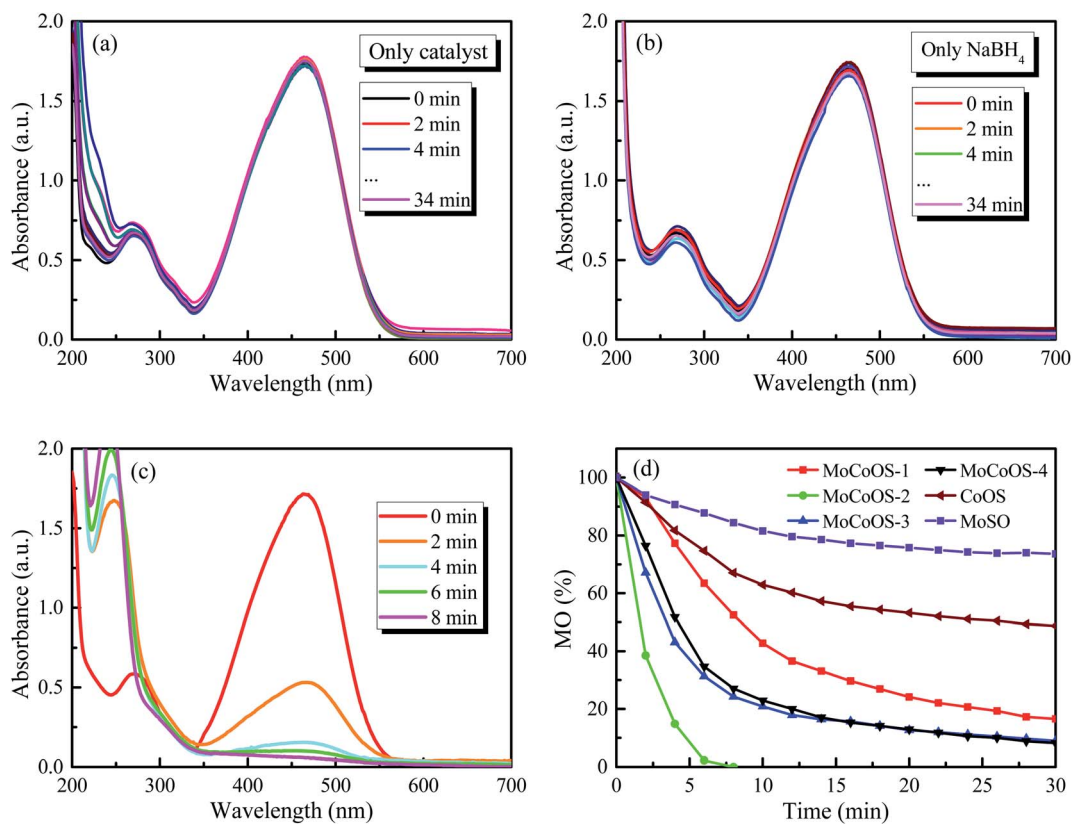 (a)
Only catalyst
0 min
2 min
4 min
...
34 min
Absorbance (a.u.)
2.0
1.5
1.0
0.5
0.0
200 300 400 500 600 700
Wavelength (nm)
(b)
Only NaBH4
0 min
2 min
4 min
...
34 min
Absorbance (a.u.)
2.0
1.5
1.0
0.5
0.0
200 300 400 500 600 700
Wavelength (nm)
(c)
0 min
2 min
4 min
6 min
8 min
Absorbance (a.u.)
2.0
1.5
1.0
0.5
0.0
200 300 400 500 600 700
Wavelength (nm)
(d)
MoCoOS-1 MoCoOS-4
MoCoOS-2 CoOS
MoCoOS-3 MoSO
MO (%)
100
80
60
40
20
0
0 5 10 15 20 25 30
Time (min)